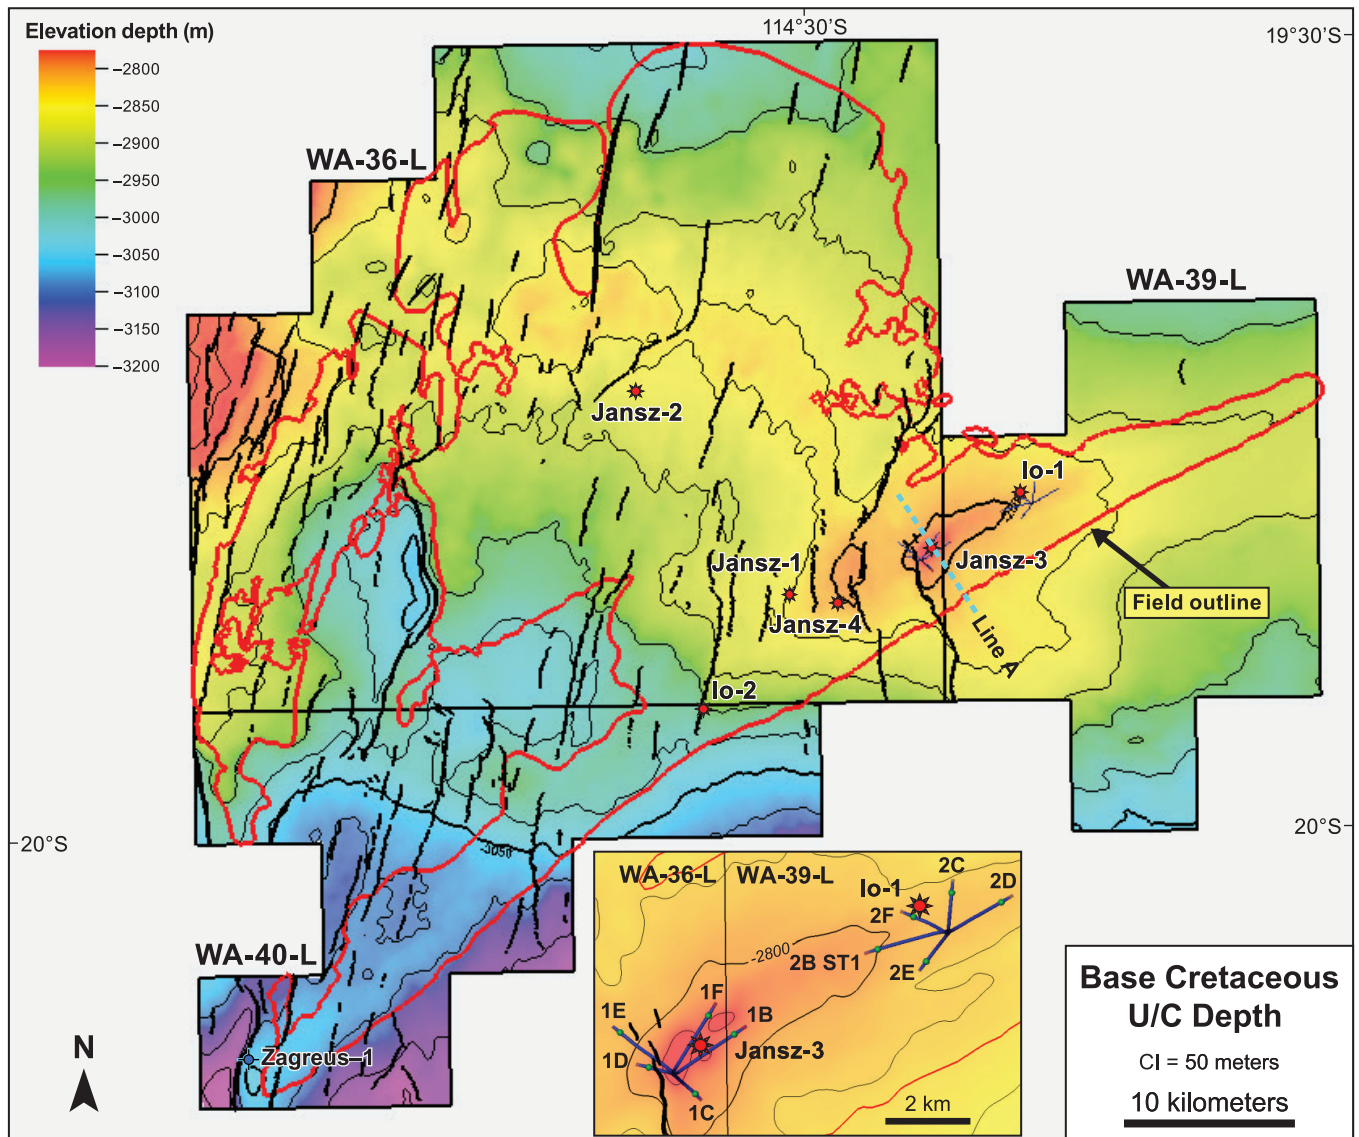 Elevation depth (m)
−2800
−2850
−2900
−2950
−3000
−3050
−3100
−3150
−3200
114°30'S
19°30'S
WA-36-L
WA-39-L
Jansz-2
Io-1
Jansz-1
Jansz-3
Jansz-4
Field outline
Line A
Io-2
20°S
20°S
-3050
WA-40-L
Zagreus–1
N
WA-36-L
WA-39-L
2C
2D
Io-1
2F
-2800
2B ST1
2E
1F
1E
1B
Jansz-3
1D
1C
2 km
Base Cretaceous
U/C Depth
CI = 50 meters
10 kilometers